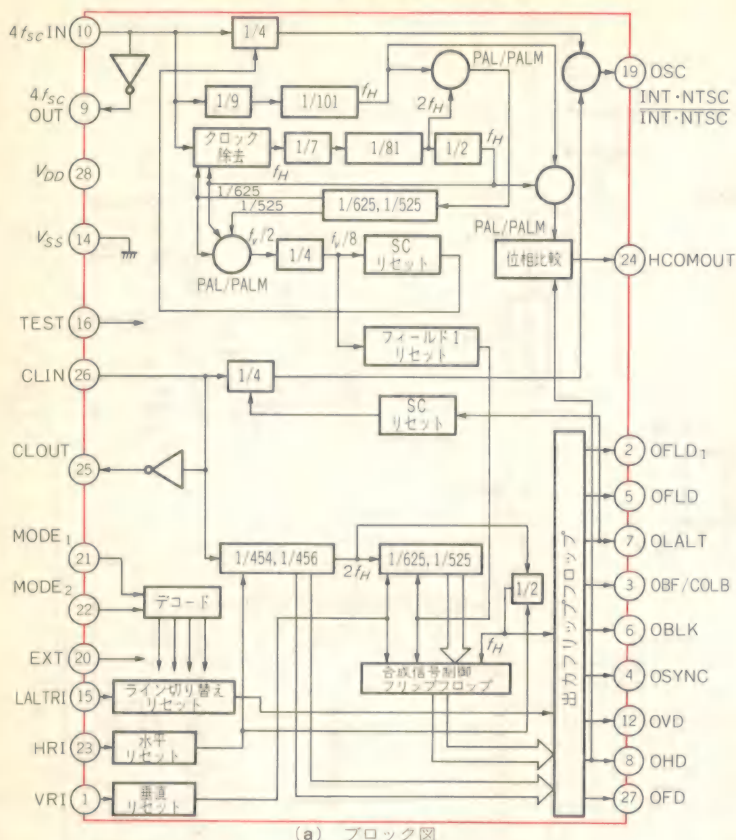 4fSC IN 10
1/4
PAL/PALM
19 OSC
INT・NTSC
INT・NTSC
4fSC OUT 9
1/9
1/101
fH
2fH
クロック除去
1/7
1/81
1/2
fH
fH
VDD 28
1/625
1/525
1/625, 1/525
VSS 14
fV/2
1/4
fV/8
SCリセット
PAL/PALM
PAL/PALM
位相比較
24 HCOMOUT
TEST 16
フィールド1リセット
CLIN 26
1/4
SCリセット
CLOUT 25
2 OFLD1
5 OFLD
7 OLALT
MODE1 21
1/454, 1/456
2fH
1/625, 1/525
1/2
3 OBF/COLB
MODE2 22
デコード
fH
6 OBLK
EXT 20
合成信号制御フリップフロップ
出力フリップフロップ
4 OSYNC
LALTRI 15
ライン切り替えリセット
12 OVD
HRI 23
水平リセット
8 OHD
VRI 1
垂直リセット
27 OFD
(a) ブロック図